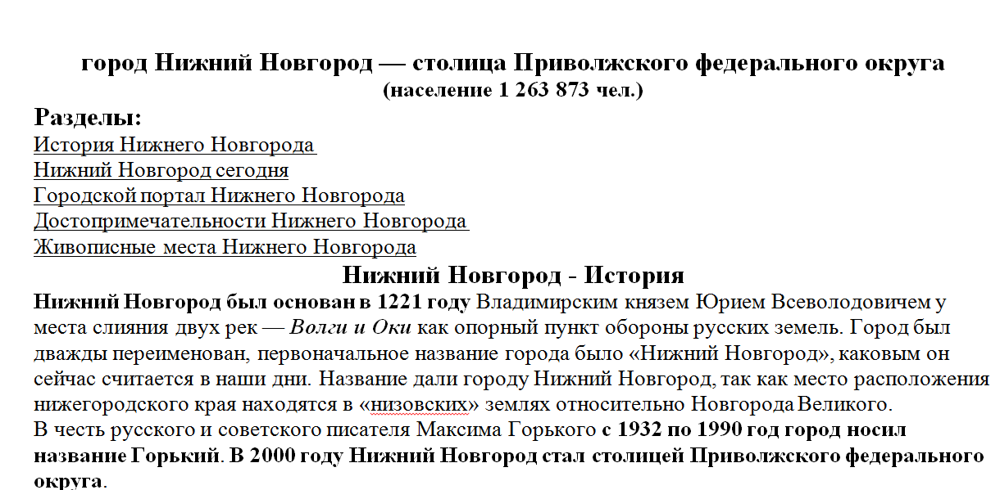 город Нижний Новгород — столица Приволжского федерального округа
(население 1 263 873 чел.)
Разделы:
История Нижнего Новгорода
Нижний Новгород сегодня
Городской портал Нижнего Новгорода
Достопримечательности Нижнего Новгорода
Живописные места Нижнего Новгорода
Нижний Новгород - История
Нижний Новгород был основан в 1221 году Владимирским князем Юрием Всеволодовичем у
места слияния двух рек — Волги и Оки как опорный пункт обороны русских земель. Город был
дважды переименован, первоначальное название города было «Нижний Новгород», каковым он
сейчас считается в наши дни. Название дали городу Нижний Новгород, так как место расположения
нижегородского края находятся в «низовских» землях относительно Новгорода Великого.
В честь русского и советского писателя Максима Горького с 1932 по 1990 год город носил
название Горький. В 2000 году Нижний Новгород стал столицей Приволжского федерального
округа.